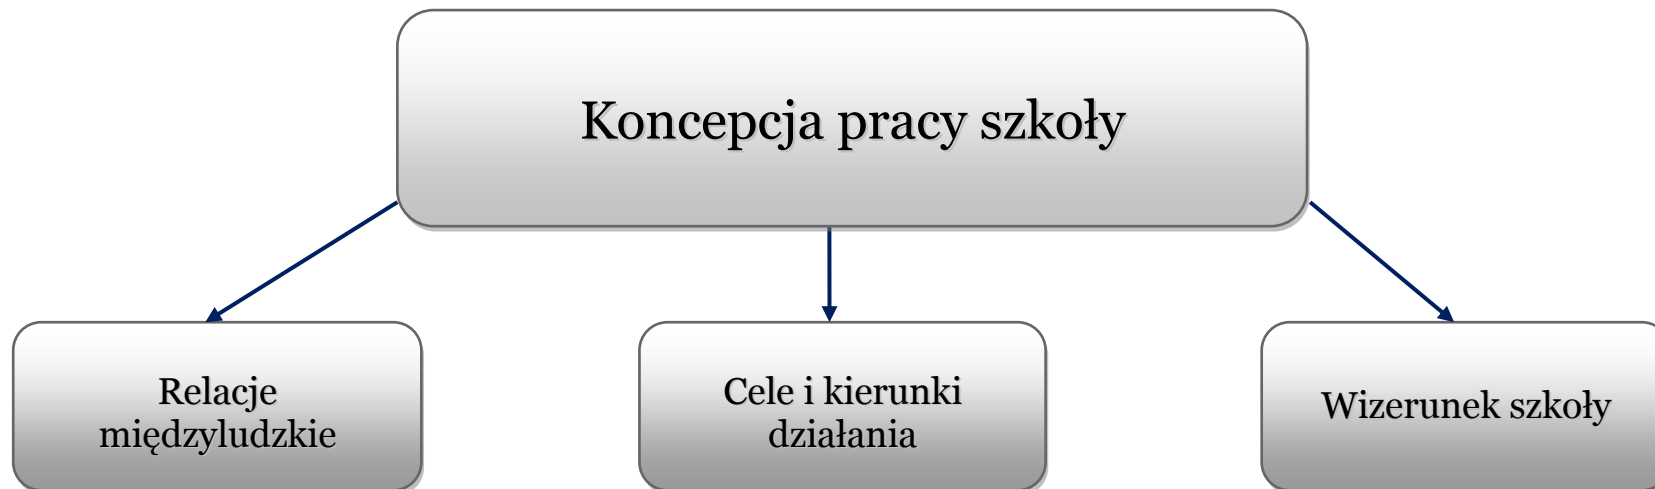 Koncepcja pracy szkoły
Relacje
międzyludzkie
Cele i kierunki
działania
Wizerunek szkoły